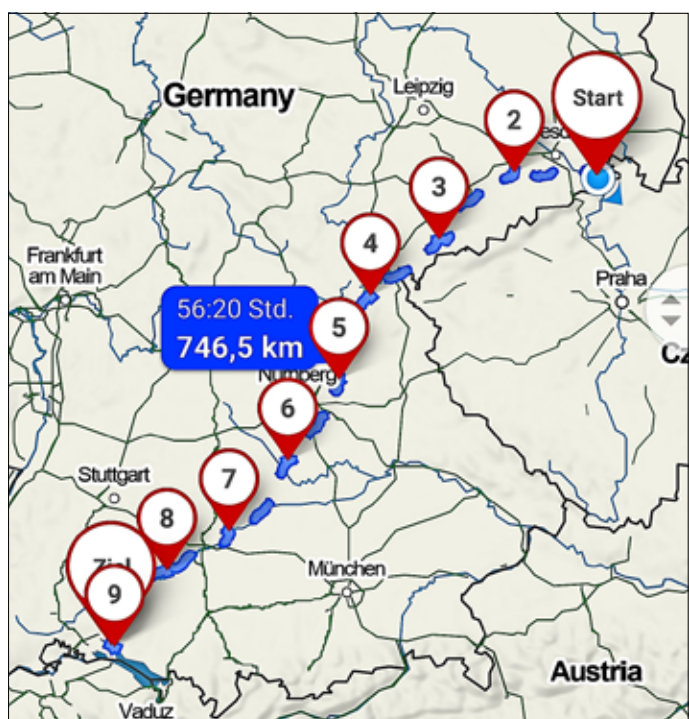 Leipzig
Germany
Start
2
3
Frankfurt
am Main
4
Praha
56:20 Std.
746,5 km
5
Nürnberg
6
Stuttgart
7
8
Ziel
9
München
Austria
Vaduz